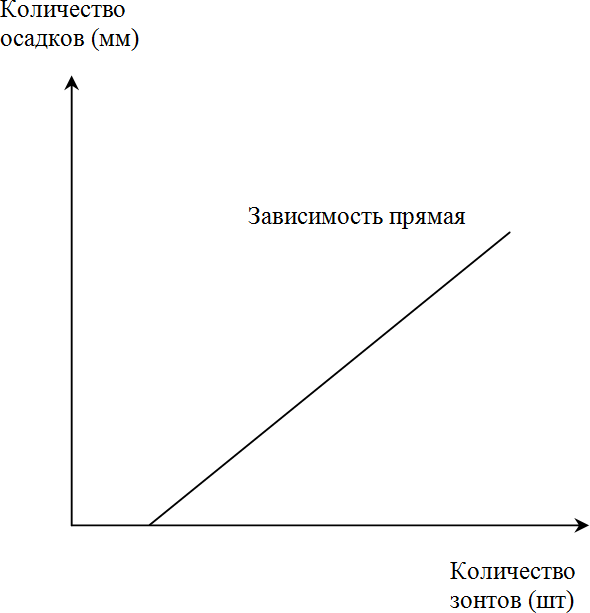 Количество
осадков (мм)
Зависимость прямая
Количество
зонтов (шт)